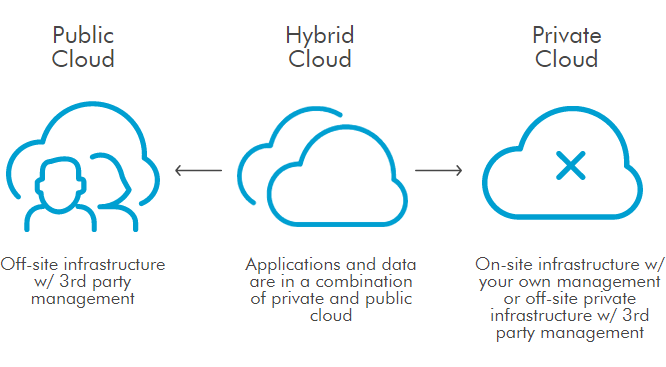 Public
Cloud
Hybrid
Cloud
Private
Cloud
Off-site infrastructure
w/ 3rd party
management
Applications and data
are in a combination
of private and public
cloud
On-site infrastructure w/
your own management
or off-site private
infrastructure w/ 3rd
party management